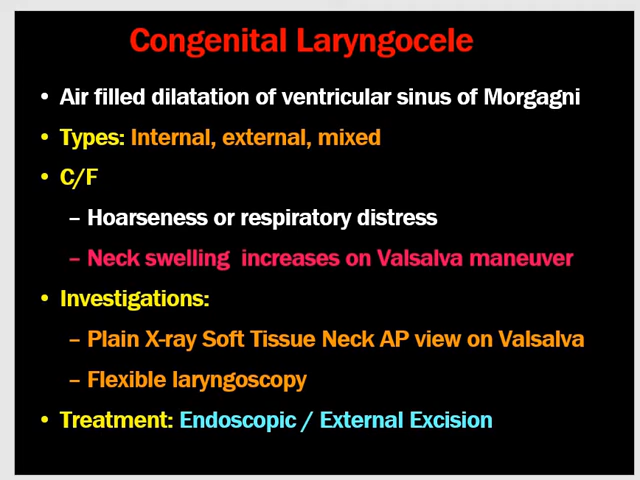 Congenital Laryngocele
• Air filled dilatation of ventricular sinus of Morgagni
• Types: Internal, external, mixed
• C/F
– Hoarseness or respiratory distress
– Neck swelling increases on Valsalva maneuver
• Investigations:
– Plain X-ray Soft Tissue Neck AP view on Valsalva
– Flexible laryngoscopy
• Treatment: Endoscopic / External Excision